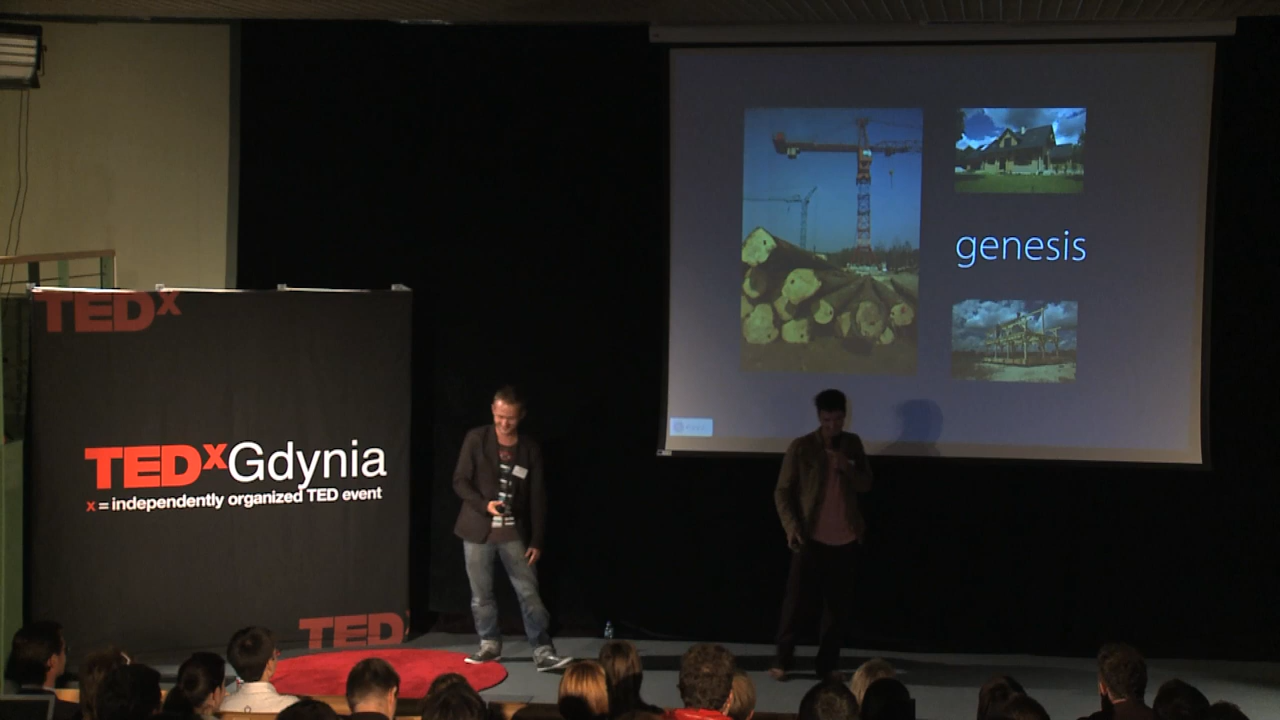 TEDx
TEDxGdynia
x = independently organized TED event
TED
genesis